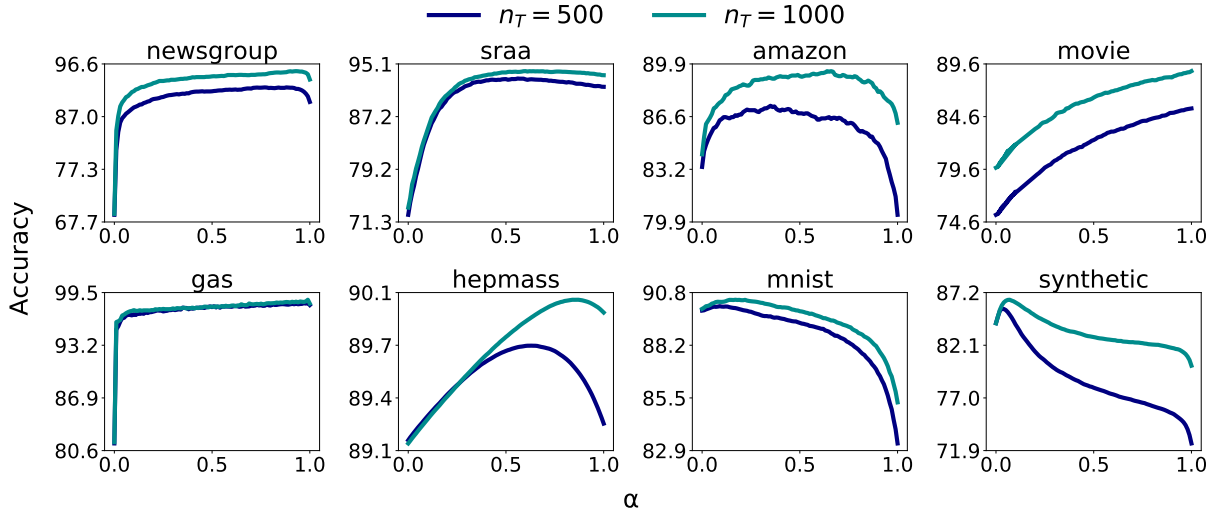 n_T = 500 n_T = 1000
newsgroup sraa amazon movie
96.6 95.1 89.9 89.6
87.0 87.2 86.6 84.6
77.3 79.2 83.2 79.6
67.7 71.3 79.9 74.6
0.0 0.5 1.0 0.0 0.5 1.0 0.0 0.5 1.0 0.0 0.5 1.0
Accuracy
gas hepmass mnist synthetic
99.5 90.1 90.8 87.2
93.2 89.7 88.2 82.1
86.9 89.4 85.5 77.0
80.6 89.1 82.9 71.9
0.0 0.5 1.0 0.0 0.5 1.0 0.0 0.5 1.0 0.0 0.5 1.0
α